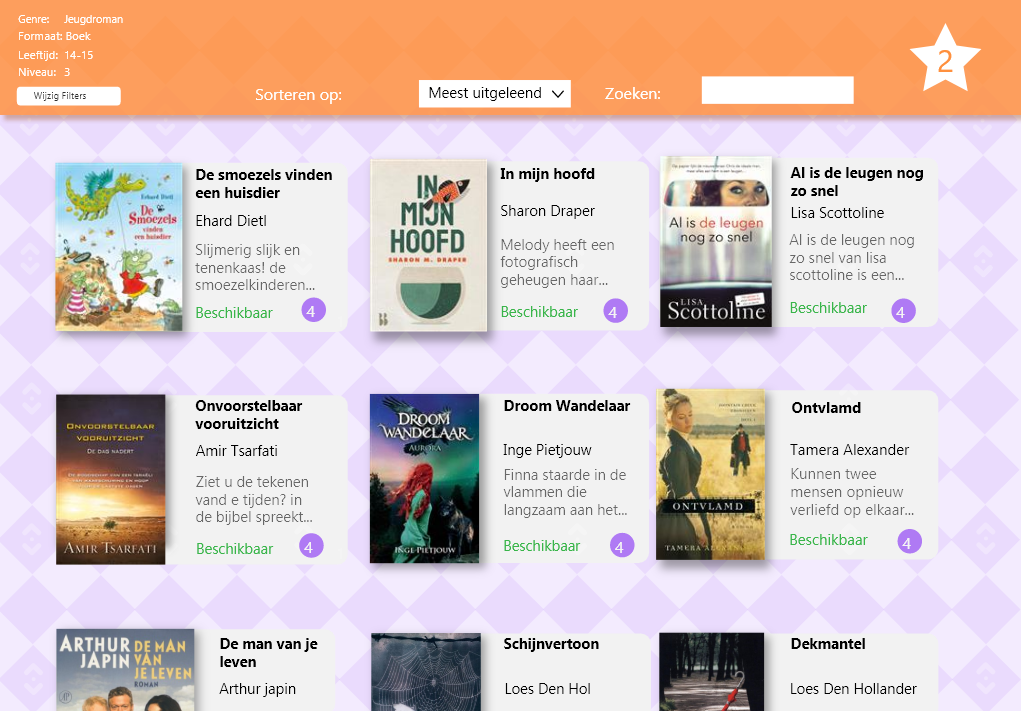 Genre: Jeugdroman
Formaat: Boek
Leeftijd: 14-15
Niveau: 3
Wijzig Filters
Sorteren op:
Meest uitgeleend
Zoeken:
2
Erhard Dietl
De
Smoezels
vinden
een huisdier
De smoezels vinden
een huisdier
Ehard Dietl
Slijmerig slijk en
tenenkaas! de
smoezelkinderen...
Beschikbaar
4
IN
MIJN
HOOFD
SHARON M. DRAPER
In mijn hoofd
Sharon Draper
Melody heeft een
fotografisch
geheugen haar...
Beschikbaar
4
Al is de leugen
nog zo snel
LISA
Scottoline
Al is de leugen nog
zo snel
Lisa Scottoline
Al is de leugen nog
zo snel van lisa
scottoline is een...
Beschikbaar
4
ONVOORSTELBAAR
VOORUITZICHT
DE DAG NADERT
AMIR TSARFATI
Onvoorstelbaar
vooruitzicht
Amir Tsarfati
Ziet u de tekenen
vand e tijden? in
de bijbel spreekt...
Beschikbaar
4
DROOM
WANDELAAR
AURORA
INGE PIETJOUW
Droom Wandelaar
Inge Pietjouw
Finna staarde in de
vlammen die
langzaam aan het...
Beschikbaar
4
ONTVLAMD
TAMERA ALEXANDER
Ontvlamd
Tamera Alexander
Kunnen twee
mensen opnieuw
verliefd op elkaar...
Beschikbaar
4
ARTHUR
JAPIN
DE MAN
VAN
JE LEVEN
ROMAN
De man van je
leven
Arthur japin
Schijnvertoon
Loes Den Hol
Dekmantel
Loes Den Hollander